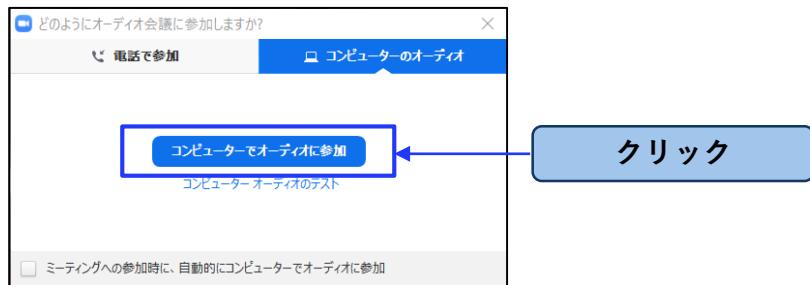 どのようにオーディオ会議に参加しますか?
電話で参加
コンピューターのオーディオ
コンピューターでオーディオに参加
クリック
コンピューター オーディオのテスト
ミーティングへの参加時に、自動的にコンピューターでオーディオに参加